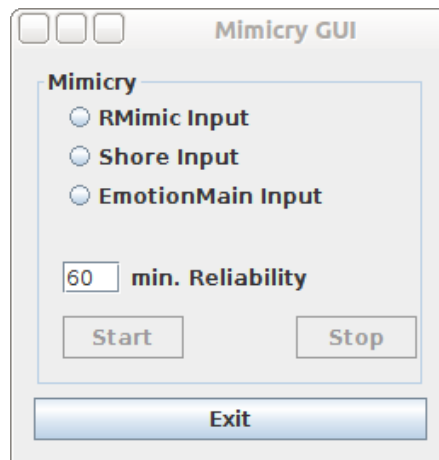 Mimicry GUI
Mimicry
RMimic Input
Shore Input
EmotionMain Input
60 min. Reliability
Start Stop
Exit